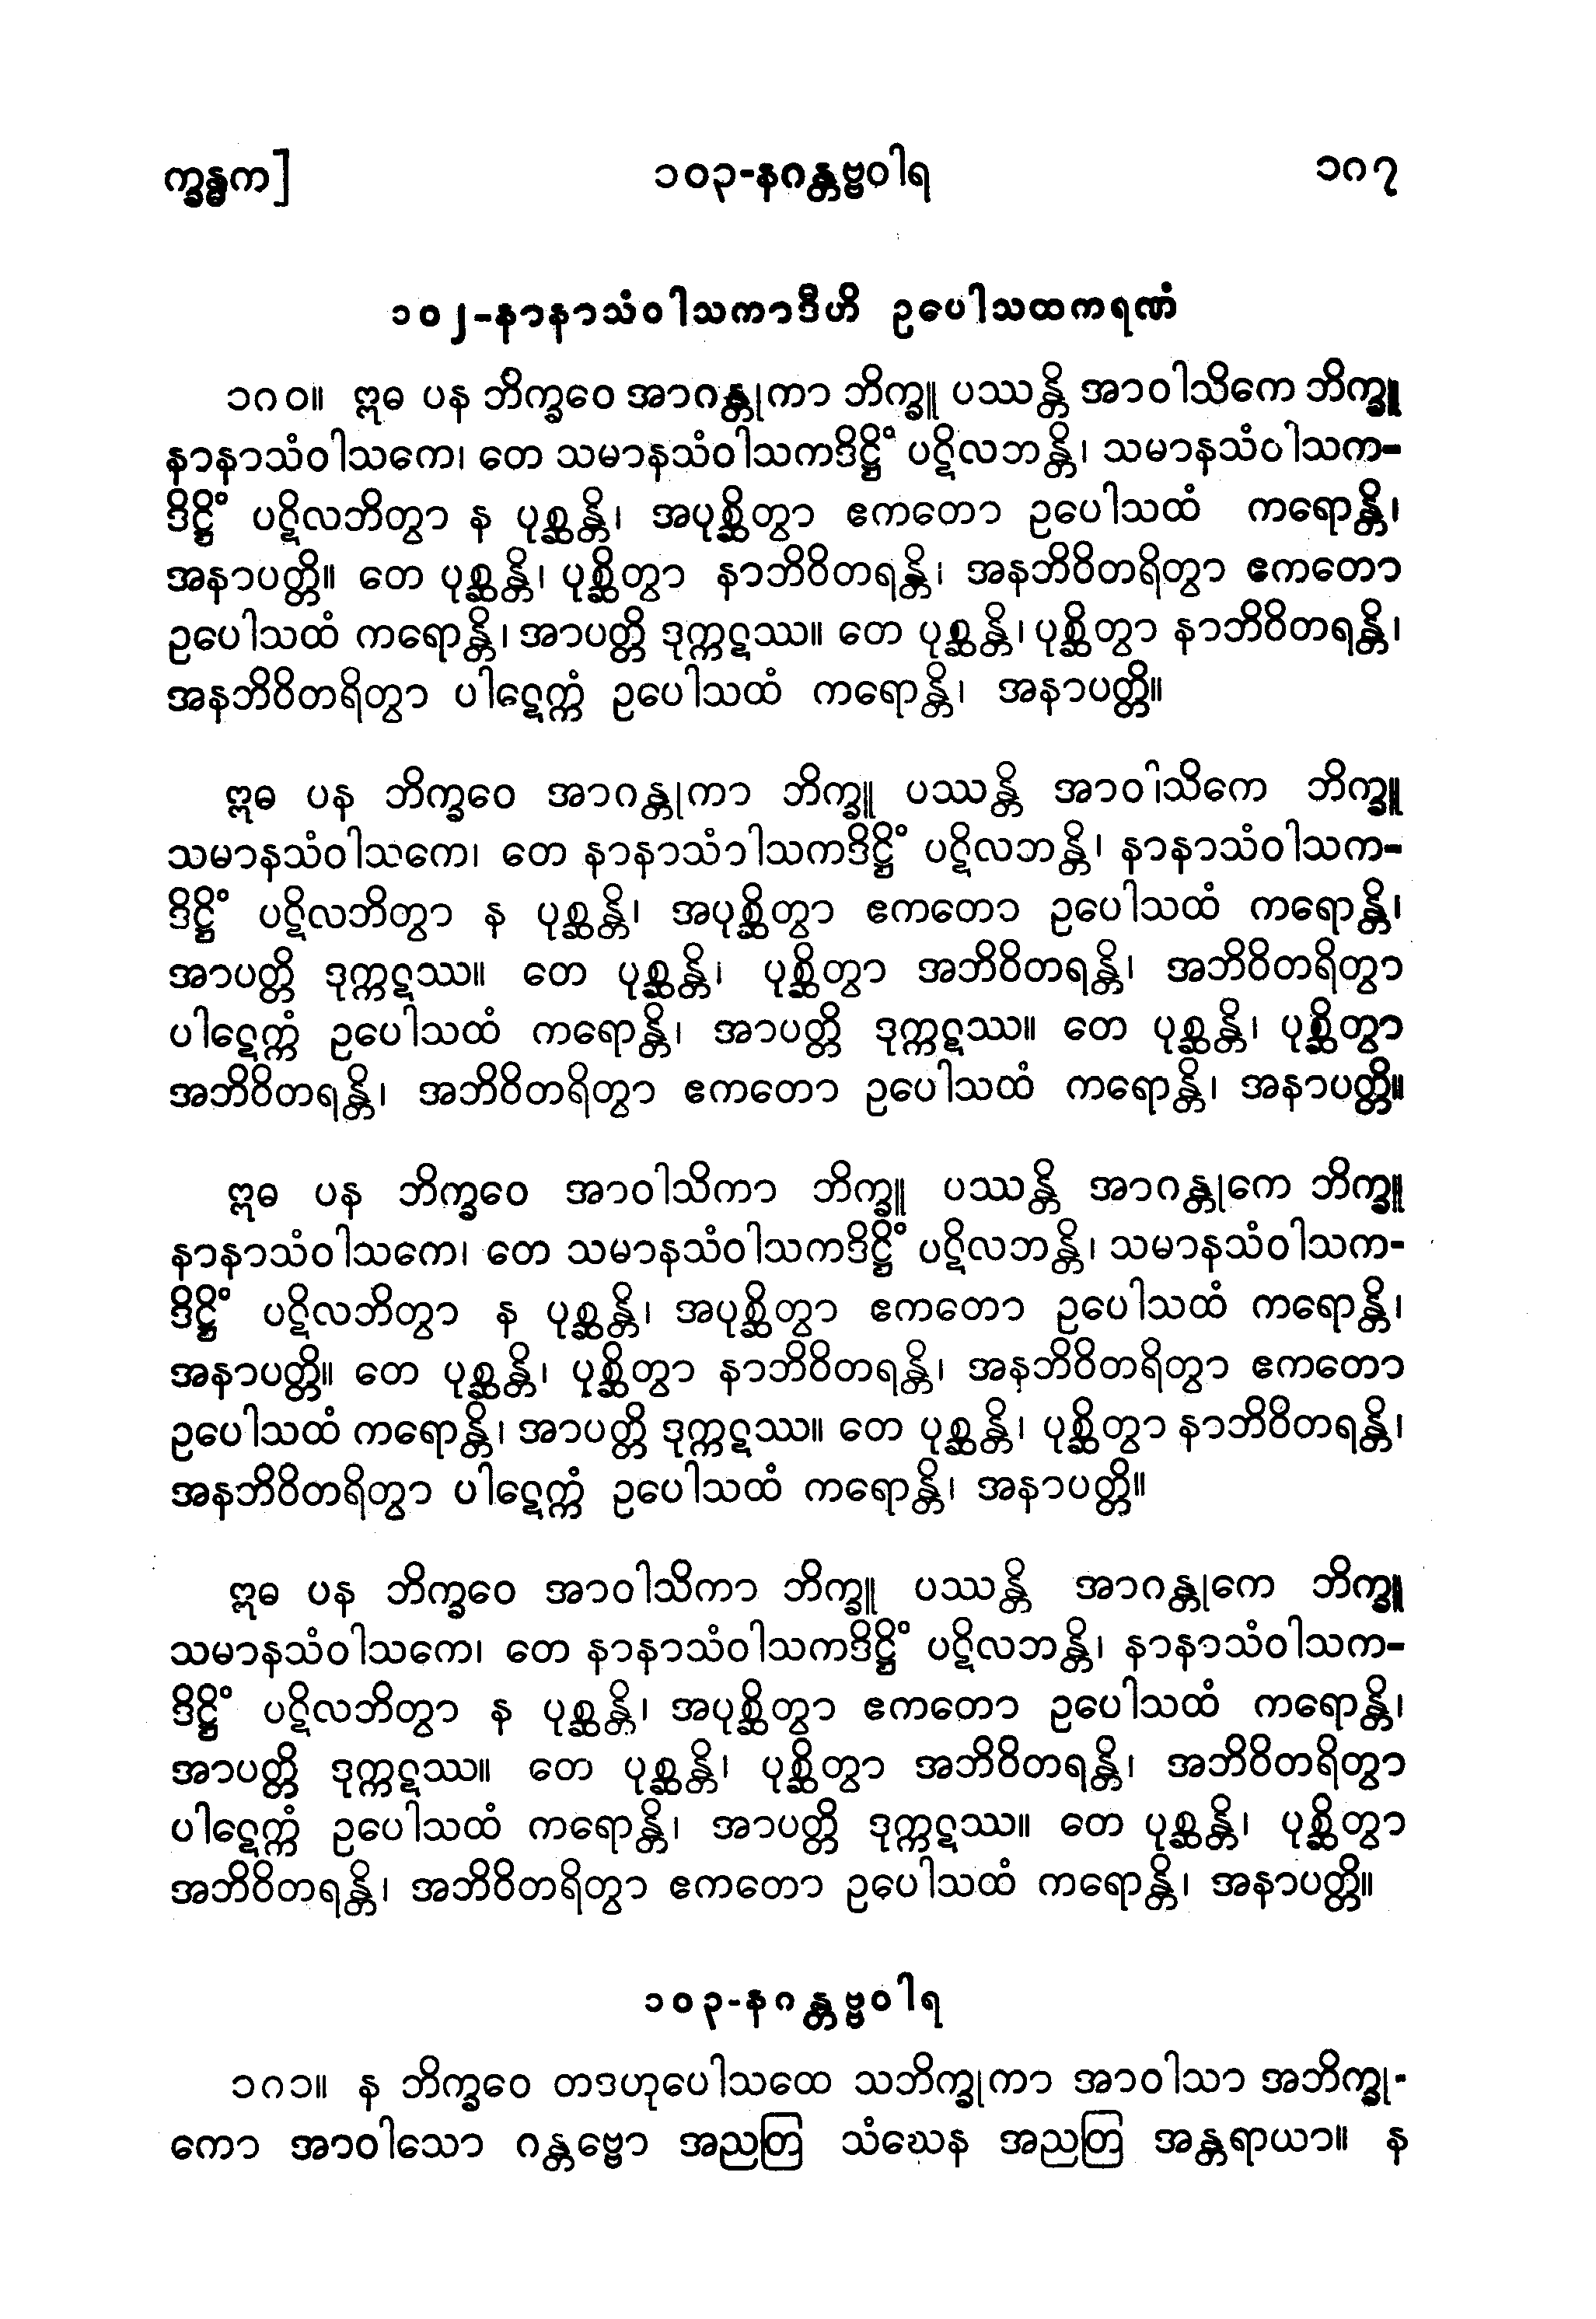 က္ခန္ဓက]
၁၀၃-နဂန္တဗ္ဗဝါရ
၁၈၇
၁၀၂-နာနာသံဝါသကာဒီဟိ ဥပေါသထကရဏံ
၁၈၀။ ဣဓ ပန ဘိက္ခဝေ အာဂန္တုကာ ဘိက္ခူ ပဿန္တိ အာဝါသိကေ ဘိက္ခူ
နာနာသံဝါသကေ၊ တေ သမာနသံဝါသကဒိဋ္ဌိံ ပဋိလဘန္တိ၊ သမာနသံဝါသက-
ဒိဋ္ဌိံ ပဋိလဘိတွာ န ပုစ္ဆန္တိ၊ အပုစ္ဆိတွာ ဧကတော ဥပေါသထံ ကရောန္တိ၊
အနာပတ္တိ။ တေ ပုစ္ဆန္တိ၊ ပုစ္ဆိတွာ နာဘိဝိတရန္တိ၊ အနဘိဝိတရိတွာ ဧကတော
ဥပေါသထံ ကရောန္တိ၊ အာပတ္တိ ဒုက္ကဋဿ။ တေ ပုစ္ဆန္တိ၊ ပုစ္ဆိတွာ နာဘိဝိတရန္တိ၊
အနဘိဝိတရိတွာ ပါဋေက္ကံ ဥပေါသထံ ကရောန္တိ၊ အနာပတ္တိ။
ဣဓ ပန ဘိက္ခဝေ အာဂန္တုကာ ဘိက္ခူ ပဿန္တိ အာဝါသိကေ ဘိက္ခူ
သမာနသံဝါသကေ၊ တေ နာနာသံဝါသကဒိဋ္ဌိံ ပဋိလဘန္တိ၊ နာနာသံဝါသက-
ဒိဋ္ဌိံ ပဋိလဘိတွာ န ပုစ္ဆန္တိ၊ အပုစ္ဆိတွာ ဧကတော ဥပေါသထံ ကရောန္တိ၊
အာပတ္တိ ဒုက္ကဋဿ။ တေ ပုစ္ဆန္တိ၊ ပုစ္ဆိတွာ အဘိဝိတရန္တိ၊ အဘိဝိတရိတွာ
ပါဋေက္ကံ ဥပေါသထံ ကရောန္တိ၊ အာပတ္တိ ဒုက္ကဋဿ။ တေ ပုစ္ဆန္တိ၊ ပုစ္ဆိတွာ
အဘိဝိတရန္တိ၊ အဘိဝိတရိတွာ ဧကတော ဥပေါသထံ ကရောန္တိ၊ အနာပတ္တိ။
ဣဓ ပန ဘိက္ခဝေ အာဝါသိကာ ဘိက္ခူ ပဿန္တိ အာဂန္တုကေ ဘိက္ခူ
နာနာသံဝါသကေ၊ တေ သမာနသံဝါသကဒိဋ္ဌိံ ပဋိလဘန္တိ၊ သမာနသံဝါသက-
ဒိဋ္ဌိံ ပဋိလဘိတွာ န ပုစ္ဆန္တိ၊ အပုစ္ဆိတွာ ဧကတော ဥပေါသထံ ကရောန္တိ၊
အနာပတ္တိ။ တေ ပုစ္ဆန္တိ၊ ပုစ္ဆိတွာ နာဘိဝိတရန္တိ၊ အနဘိဝိတရိတွာ ဧကတော
ဥပေါသထံ ကရောန္တိ၊ အာပတ္တိ ဒုက္ကဋဿ။ တေ ပုစ္ဆန္တိ၊ ပုစ္ဆိတွာ နာဘိဝိတရန္တိ၊
အနဘိဝိတရိတွာ ပါဋေက္ကံ ဥပေါသထံ ကရောန္တိ၊ အနာပတ္တိ။
ဣဓ ပန ဘိက္ခဝေ အာဝါသိကာ ဘိက္ခူ ပဿန္တိ အာဂန္တုကေ ဘိက္ခူ
သမာနသံဝါသကေ၊ တေ နာနာသံဝါသကဒိဋ္ဌိံ ပဋိလဘန္တိ၊ နာနာသံဝါသက-
ဒိဋ္ဌိံ ပဋိလဘိတွာ န ပုစ္ဆန္တိ၊ အပုစ္ဆိတွာ ဧကတော ဥပေါသထံ ကရောန္တိ၊
အာပတ္တိ ဒုက္ကဋဿ။ တေ ပုစ္ဆန္တိ၊ ပုစ္ဆိတွာ အဘိဝိတရန္တိ၊ အဘိဝိတရိတွာ
ပါဋေက္ကံ ဥပေါသထံ ကရောန္တိ၊ အာပတ္တိ ဒုက္ကဋဿ။ တေ ပုစ္ဆန္တိ၊ ပုစ္ဆိတွာ
အဘိဝိတရန္တိ၊ အဘိဝိတရိတွာ ဧကတော ဥပေါသထံ ကရောန္တိ၊ အနာပတ္တိ။
၁၀၃-နဂန္တဗ္ဗဝါရ
၁၈၁။ န ဘိက္ခဝေ တဒဟုပေါသထေ သဘိက္ခုကာ အာဝါသာ အဘိက္ခု-
ကော အာဝါသော ဂန္တဗ္ဗော အညတြ သံဃေန အညတြ အန္တရာယာ။ န